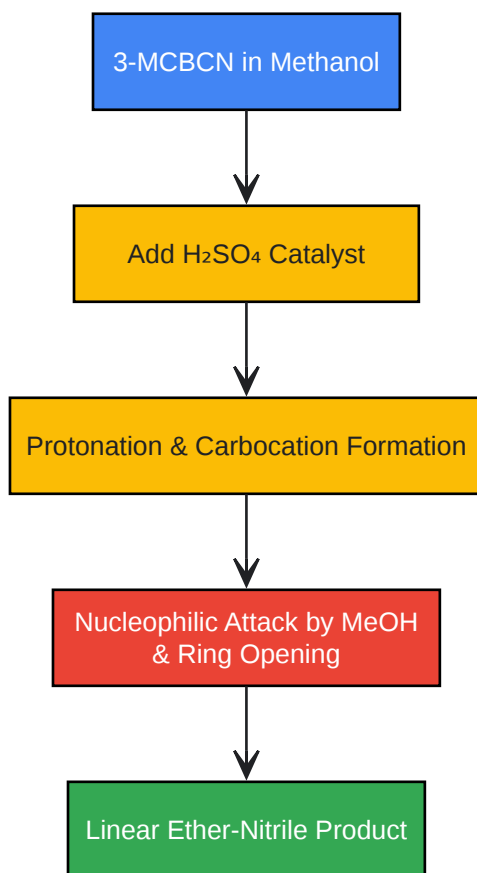 3-MCBCN in Methanol
Add H₂SO₄ Catalyst
Protonation & Carbocation Formation
Nucleophilic Attack by MeOH
& Ring Opening
Linear Ether-Nitrile Product